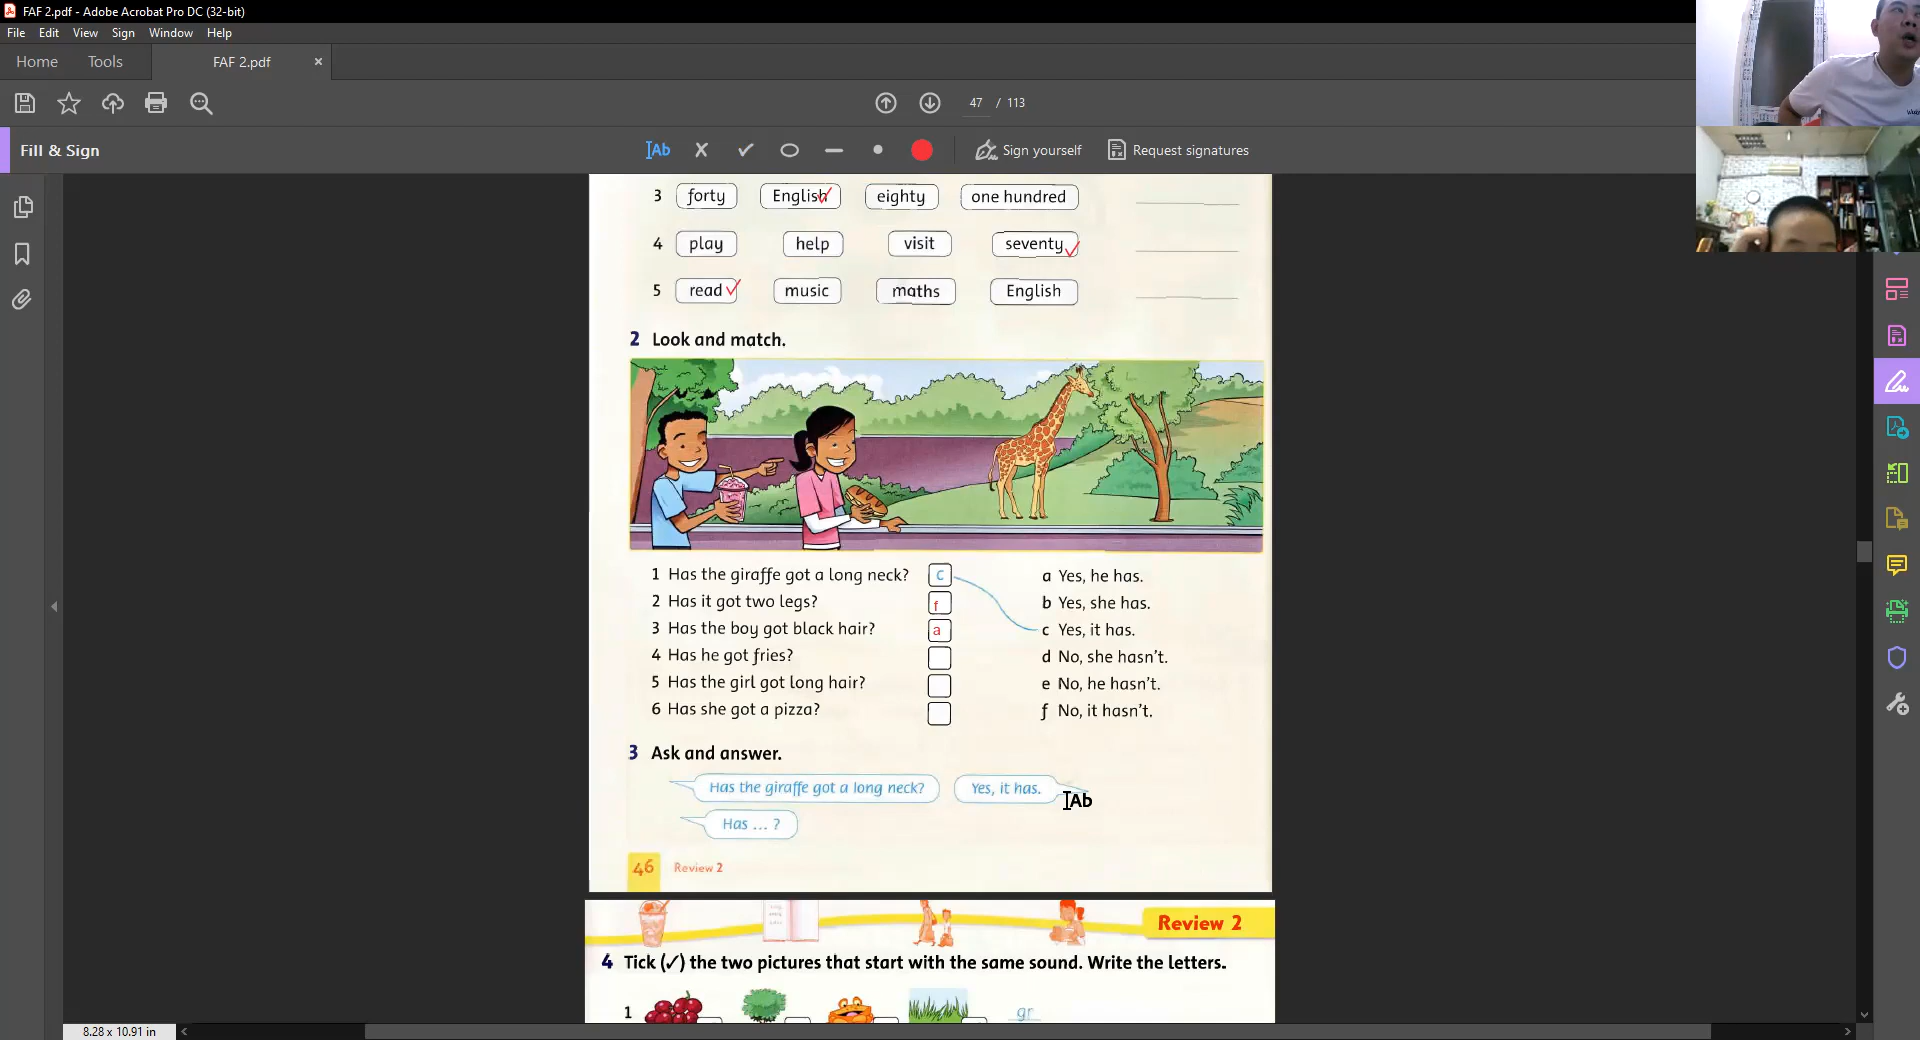 FAF 2.pdf - Adobe Acrobat Pro DC (32-bit)
File Edit View Sign Window Help
Home Tools FAF 2.pdf ×
47 / 113
Fill & Sign
Ab Sign yourself Request signatures
3 forty English eighty one hundred
4 play help visit seventy
5 read music maths English
2 Look and match.
1 Has the giraffe got a long neck? c a Yes, he has.
2 Has it got two legs? f b Yes, she has.
3 Has the boy got black hair? a c Yes, it has.
4 Has he got fries? d No, she hasn't.
5 Has the girl got long hair? e No, he hasn't.
6 Has she got a pizza? f No, it hasn't.
3 Ask and answer.
Has the giraffe got a long neck? Yes, it has.
Ab
Has ... ?
46 Review 2
Review 2
4 Tick (✓) the two pictures that start with the same sound. Write the letters.
1 gr
8.28 x 10.91 in